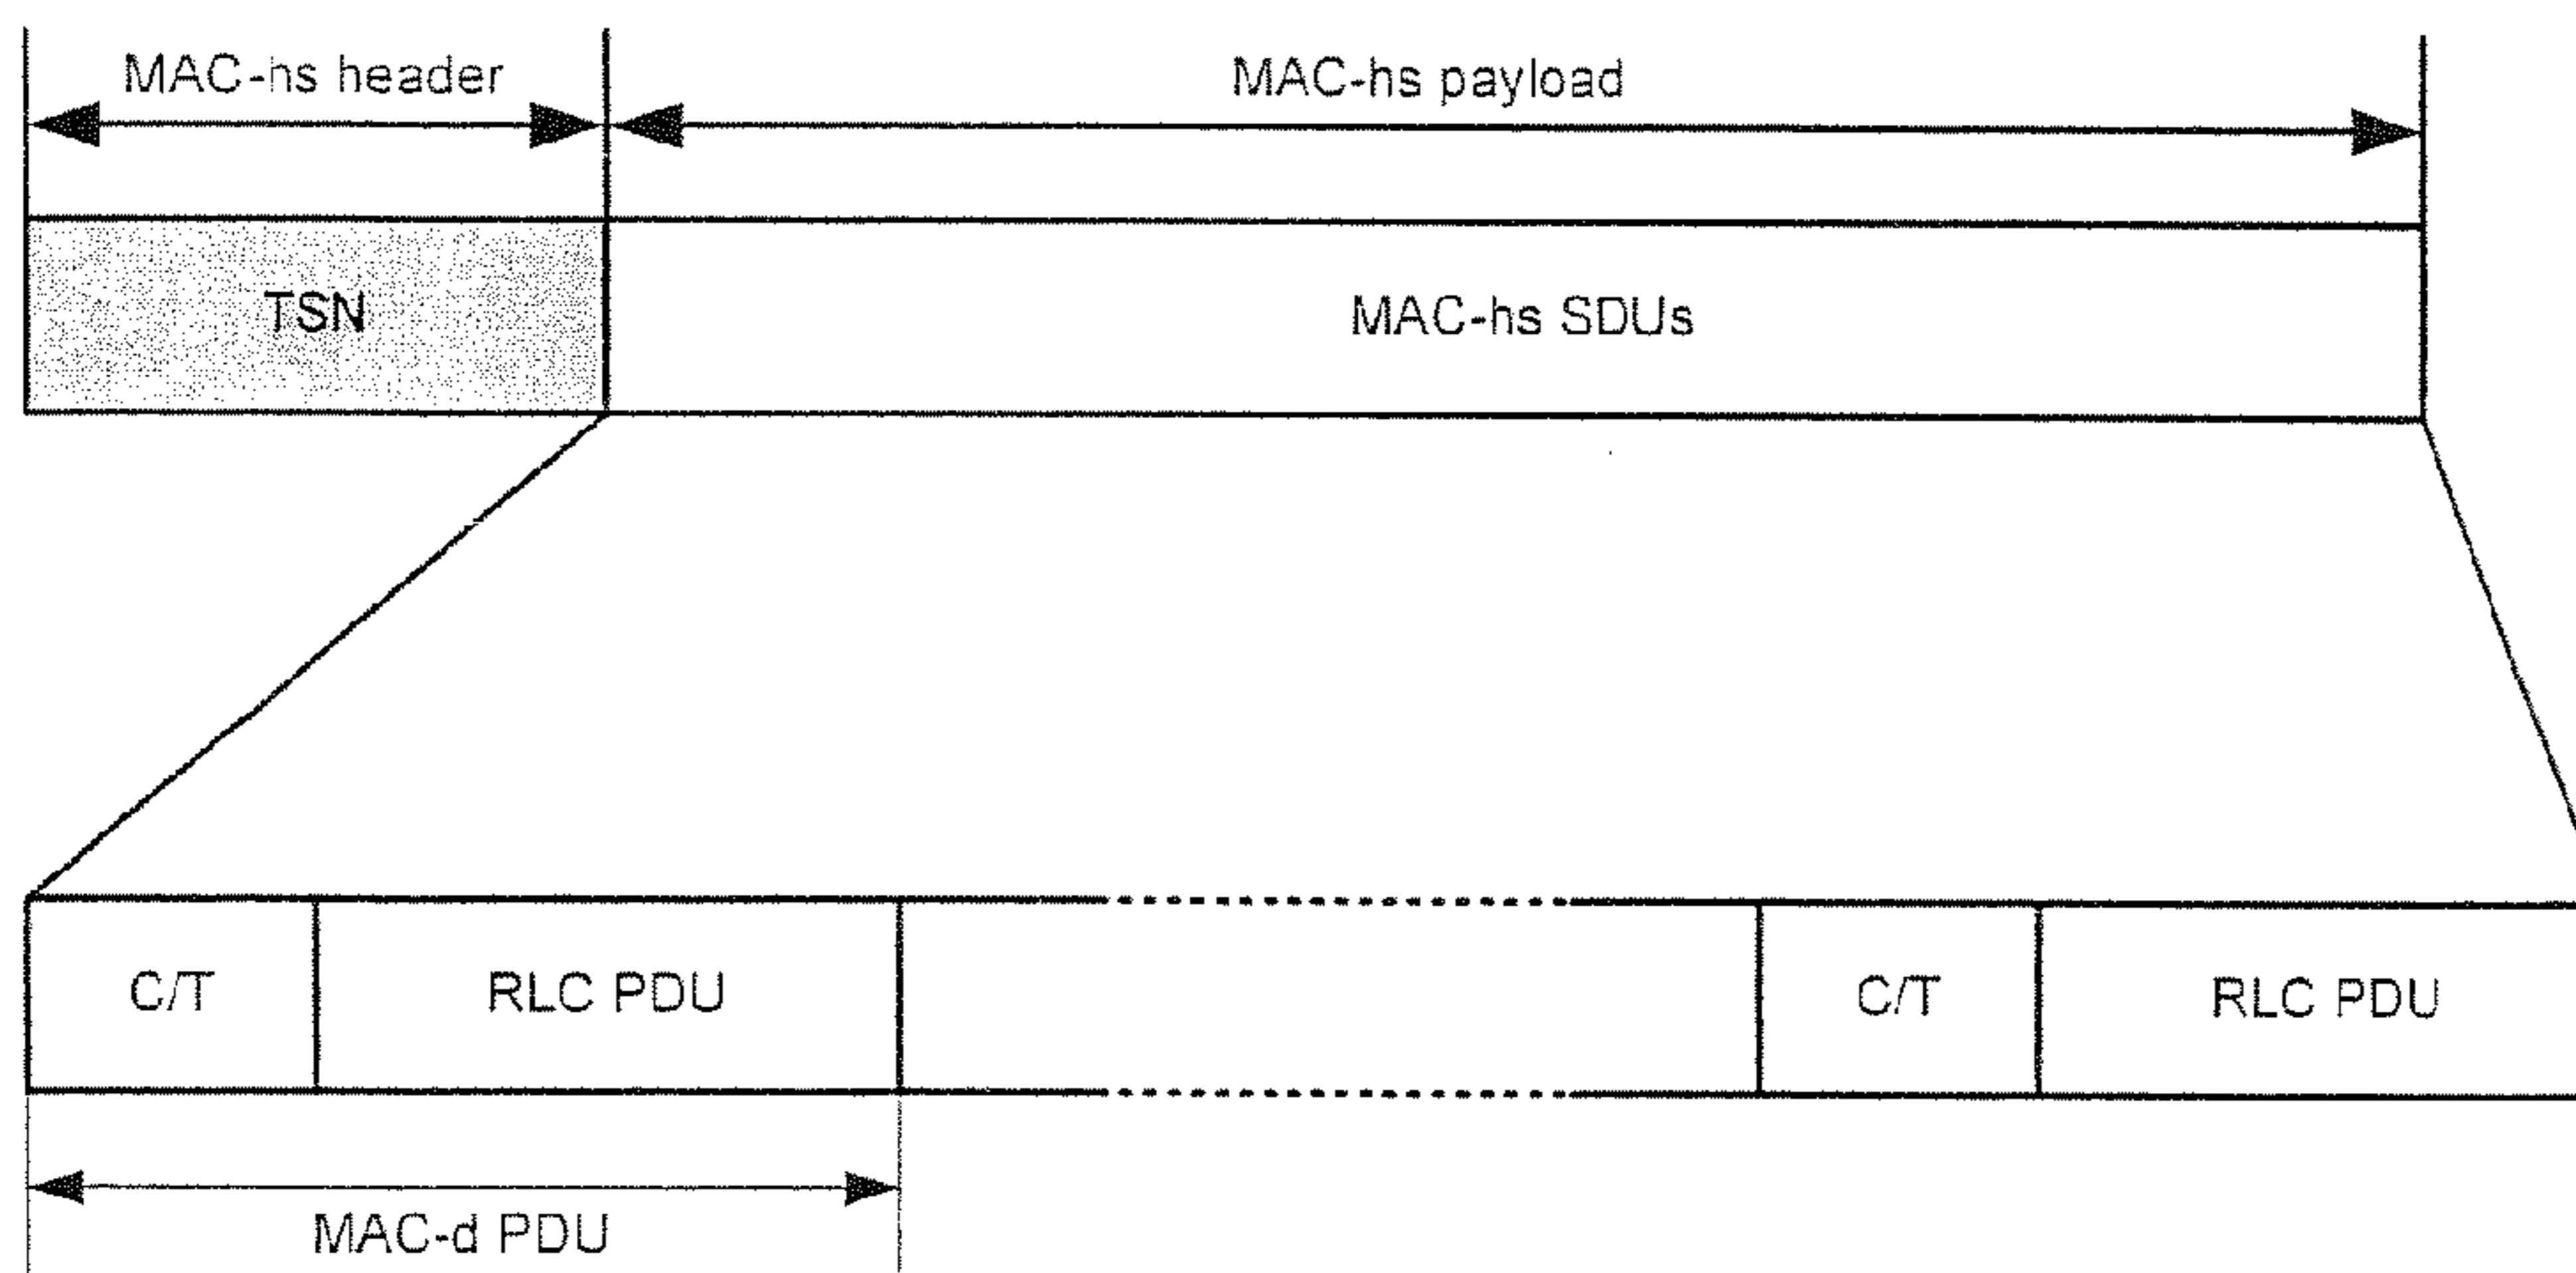 MAC-hs header
MAC-hs payload
TSN
MAC-hs SDUs
C/T
RLC PDU
C/T
RLC PDU
MAC-d PDU